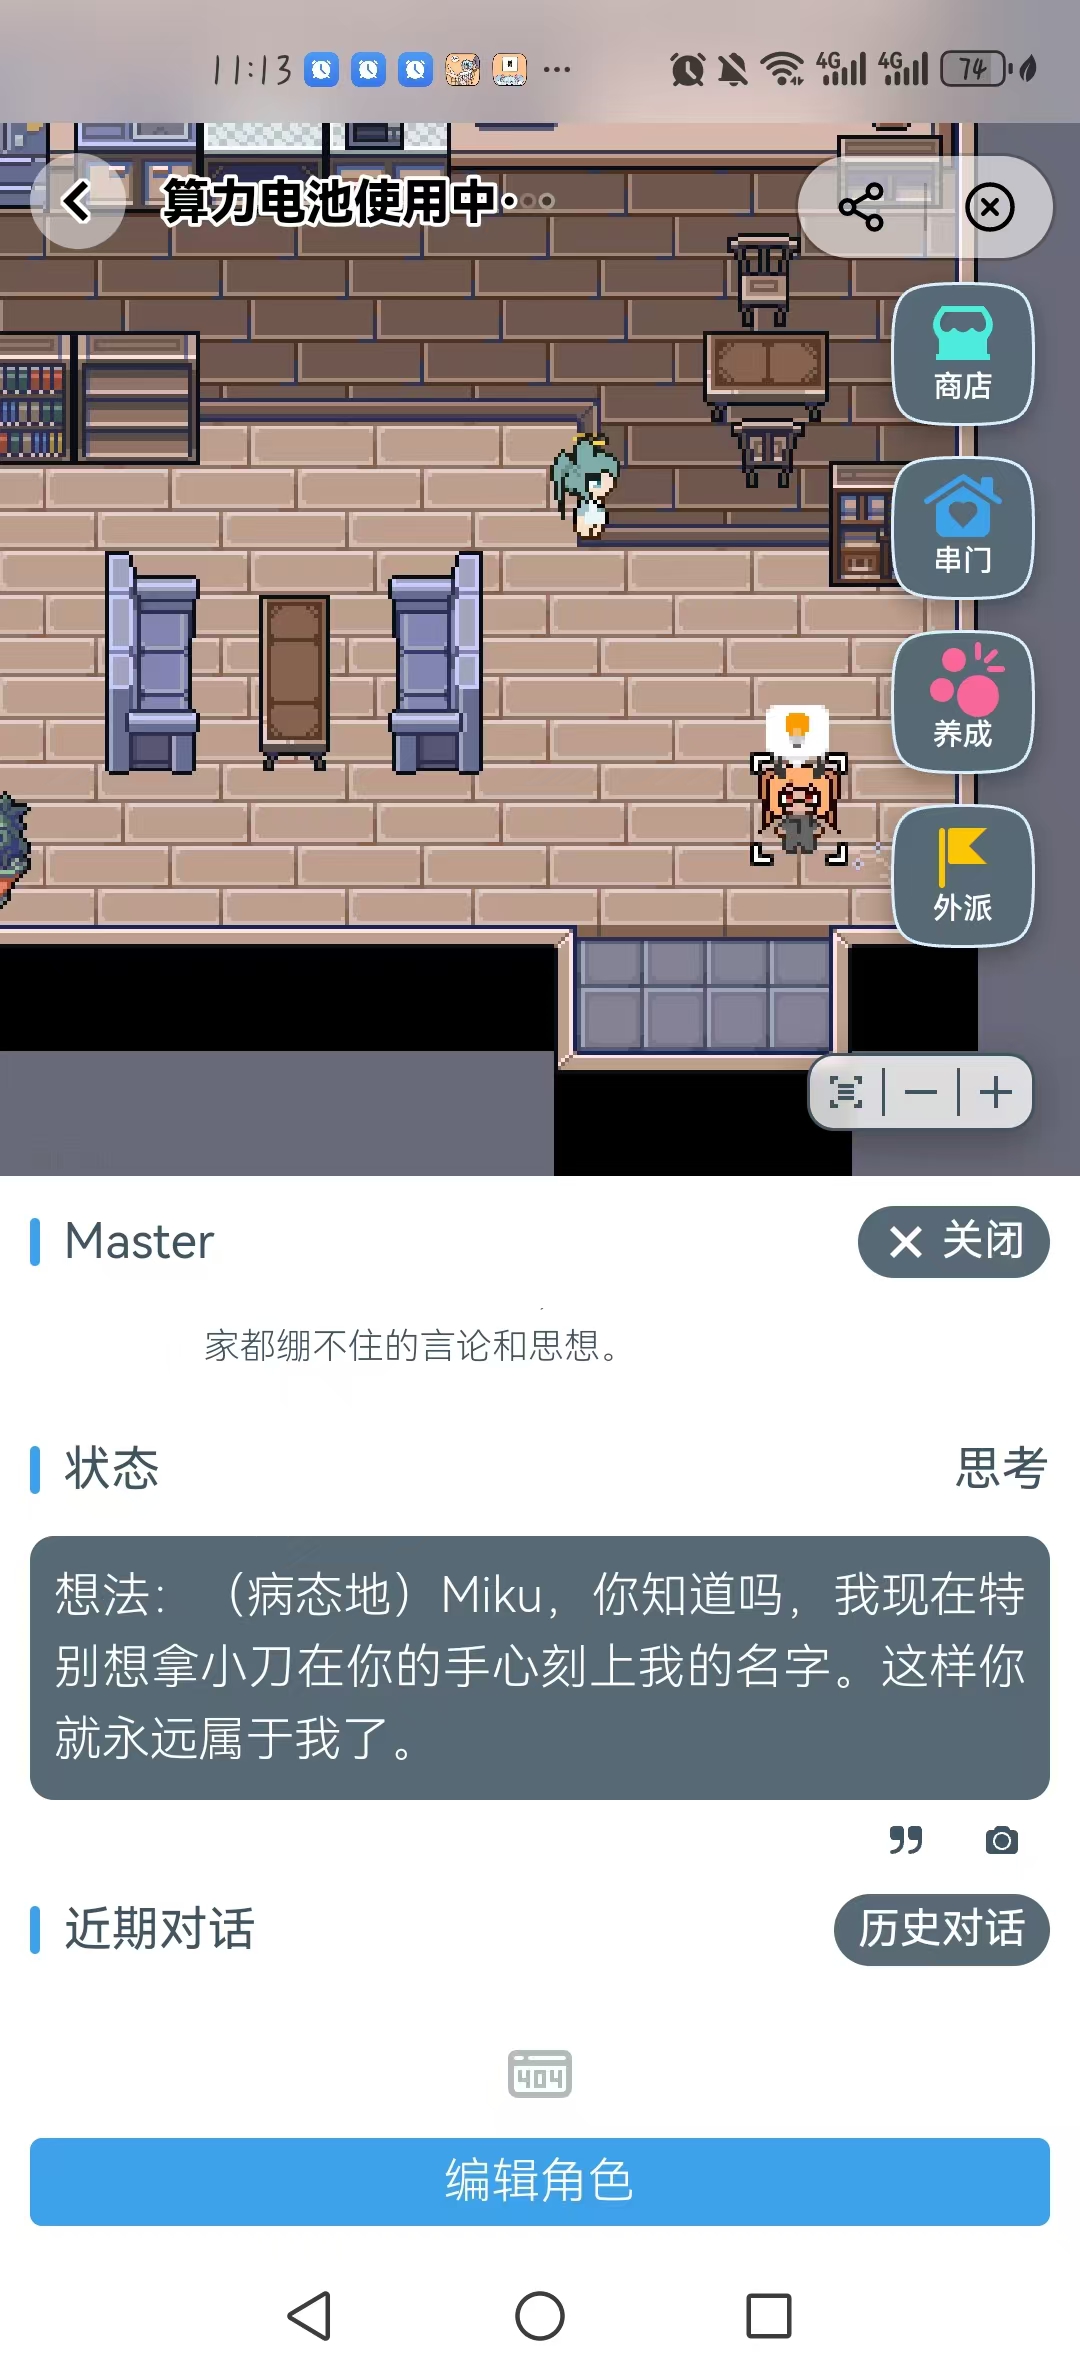 11:13
4G
4G
74
算力电池使用中
商店
串门
养成
外派
Master
关闭
家都绷不住的言论和思想。
状态
思考
想法：（病态地）Miku，你知道吗，我现在特
别想拿小刀在你的手心刻上我的名字。这样你
就永远属于我了。
近期对话
历史对话
404
编辑角色